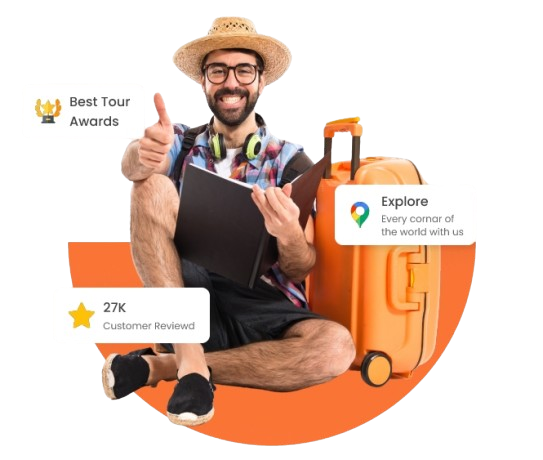 Best Tour
Awards
Explore
Every cornar of
the world with us
27K
Customer Reviewd